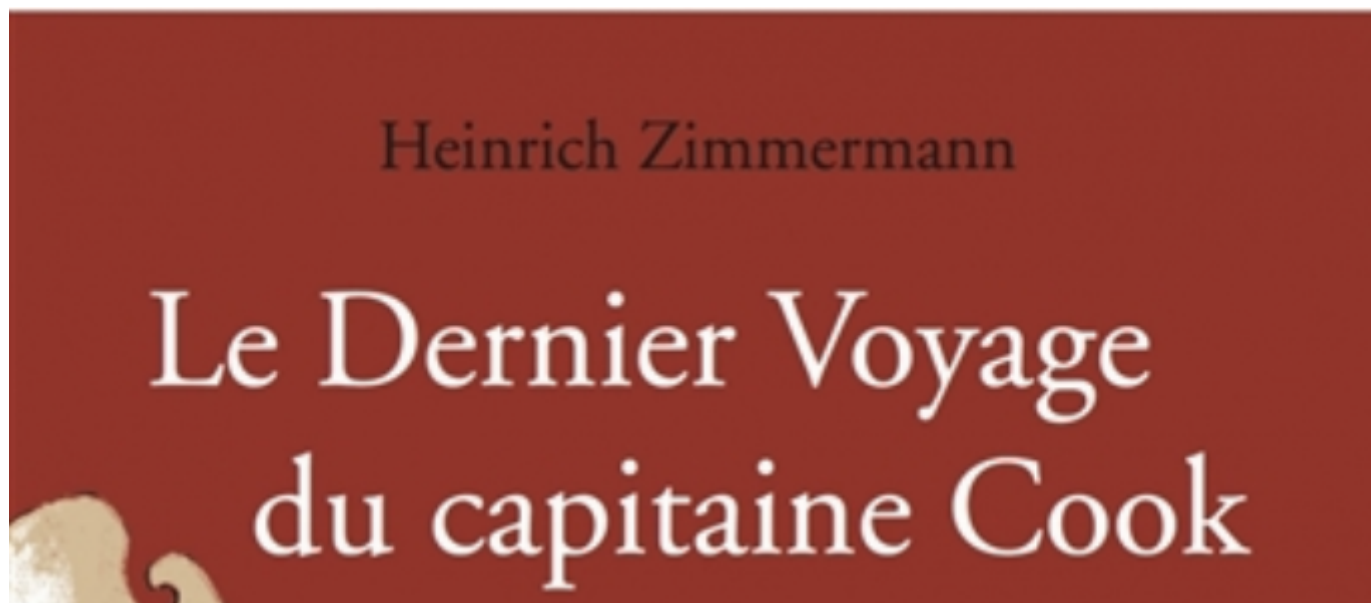 Heinrich Zimmermann
Le Dernier Voyage
du capitaine Cook